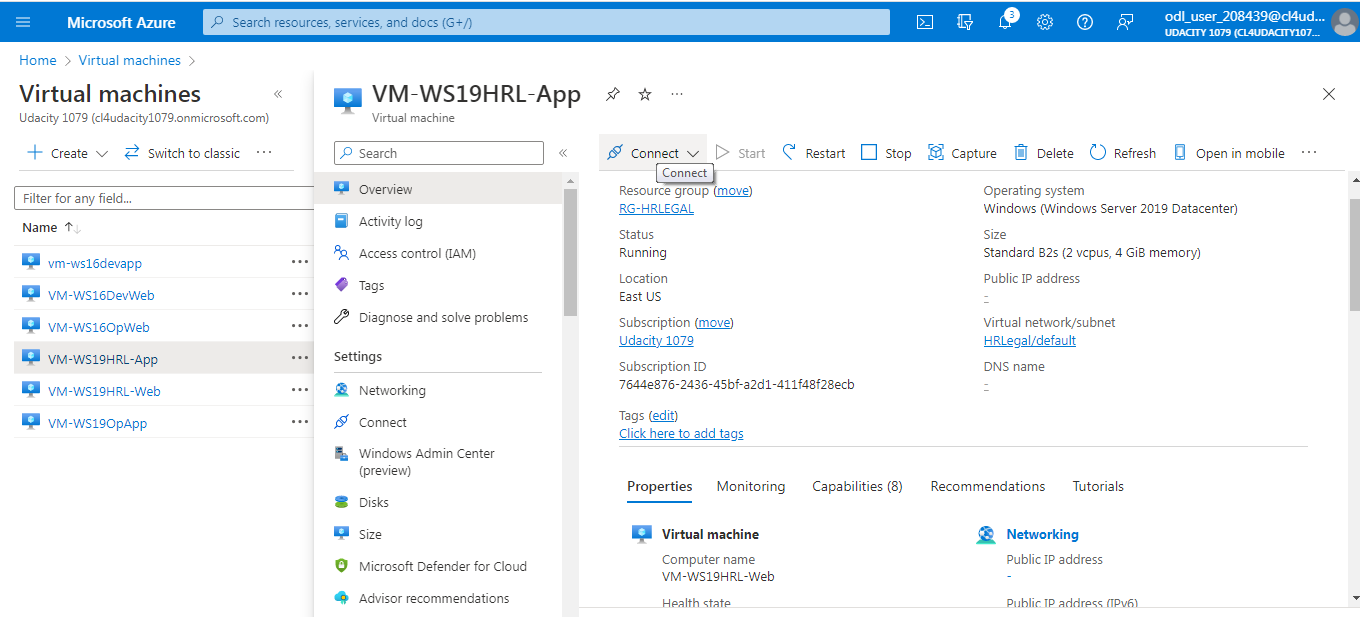 Microsoft Azure
Search resources, services, and docs (G+/)
3
odl_user_208439@cl4ud...
UDACITY 1079 (CL4UDACITY107...
Home > Virtual machines >
Virtual machines
«
Udacity 1079 (cl4udacity1079.onmicrosoft.com)
Create
Switch to classic
...
Filter for any field...
Name ↑↓
vm-ws16devapp
VM-WS16DevWeb
VM-WS16OpWeb
VM-WS19HRL-App
VM-WS19HRL-Web
VM-WS19OpApp
VM-WS19HRL-App
Virtual machine
Search
«
Overview
Activity log
Access control (IAM)
Tags
Diagnose and solve problems
Settings
Networking
Connect
Windows Admin Center
(preview)
Disks
Size
Microsoft Defender for Cloud
Advisor recommendations
Connect
Start
Restart
Stop
Capture
Delete
Refresh
Open in mobile
...
Connect
Resource group (move)
RG-HRLEGAL
Status
Running
Location
East US
Subscription (move)
Udacity 1079
Subscription ID
7644e876-2436-45bf-a2d1-411f48f28ecb
Tags (edit)
Click here to add tags
Operating system
Windows (Windows Server 2019 Datacenter)
Size
Standard B2s (2 vcpus, 4 GiB memory)
Public IP address
-
Virtual network/subnet
HRLegal/default
DNS name
-
Properties
Monitoring
Capabilities (8)
Recommendations
Tutorials
Virtual machine
Computer name
VM-WS19HRL-Web
Health state
Networking
Public IP address
-
Public IP address (IPv6)